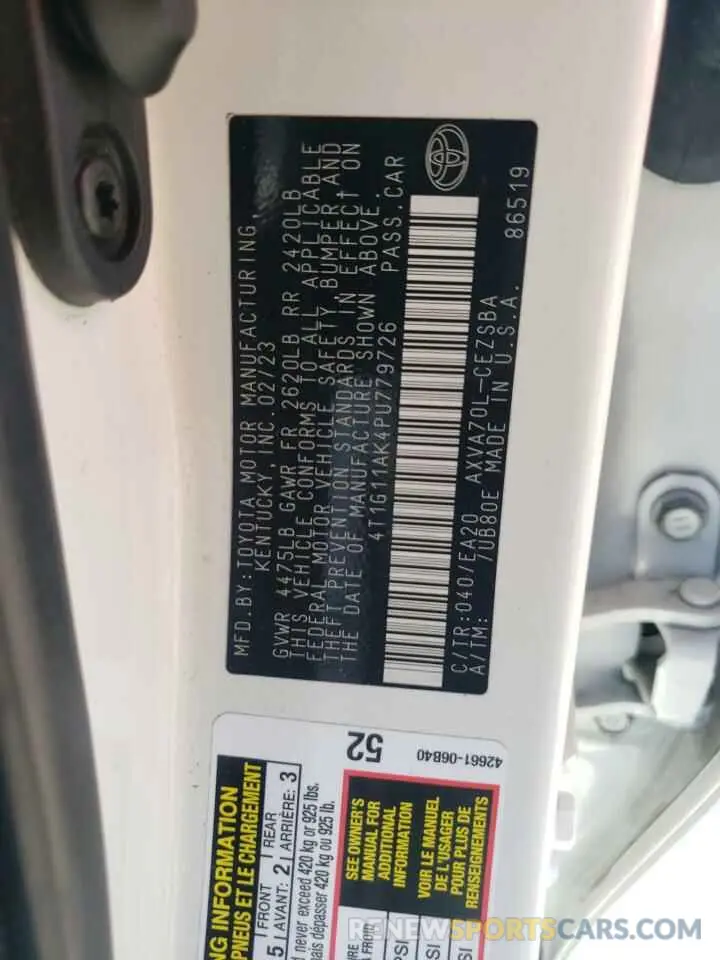 MFD.BY:TOYOTA MOTOR MANUFACTURING
KENTUCKY, INC.02/23
GVWR 4475LB GAWR FR 2620LB RR 2420LB
THIS VEHICLE CONFORMS TO ALL APPLICABLE
FEDERAL MOTOR VEHICLE SAFETY, BUMPER AND
THEFT PREVENTION STANDARDS IN EFFECT ON
THE DATE OF MANUFACTURE SHOWN ABOVE.
4T1G11AK4PU779726 PASS.CAR
C/TR:040/EA20 AXVA70L-CEZSBA
A/TM: 7UB80E MADE IN U.S.A.
86519
NG INFORMATION
PNEUS ET LE CHARGEMENT
5 FRONT 2 REAR 3
AVANT: ARRIÈRE:
d never exceed 420 kg or 925 lbs.
mais dépasser 420 kg ou 925 lb.
52
42661-06B40
SEE OWNER'S
MANUAL FOR
ADDITIONAL
INFORMATION
VOIR LE MANUEL
DE L'USAGER
POUR PLUS DE
RENSEIGNEMENTS
RENEWSPORTSCARS.COM